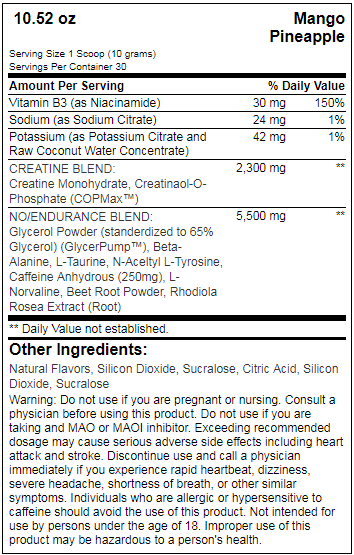 10.52 oz Mango
Pineapple
Serving Size 1 Scoop (10 grams)
Servings Per Container 30
Amount Per Serving % Daily Value
Vitamin B3 (as Niacinamide) 30 mg 150%
Sodium (as Sodium Citrate) 24 mg 1%
Potassium (as Potassium Citrate and 42 mg 1%
Raw Coconut Water Concentrate)
CREATINE BLEND: 2,300 mg **
Creatine Monohydrate, Creatinaol-O-
Phosphate (COPMax™)
NO/ENDURANCE BLEND: 5,500 mg **
Glycerol Powder (standerdized to 65%
Glycerol) (GlycerPump™), Beta-
Alanine, L-Taurine, N-Aceltyl L-Tyrosine,
Caffeine Anhydrous (250mg), L-
Norvaline, Beet Root Powder, Rhodiola
Rosea Extract (Root)
** Daily Value not established.
Other Ingredients:
Natural Flavors, Silicon Dioxide, Sucralose, Citric Acid, Silicon
Dioxide, Sucralose
Warning: Do not use if you are pregnant or nursing. Consult a
physician before using this product. Do not use if you are
taking and MAO or MAOI inhibitor. Exceeding recommended
dosage may cause serious adverse side effects including heart
attack and stroke. Discontinue use and call a physician
immediately if you experience rapid heartbeat, dizziness,
severe headache, shortness of breath, or other similar
symptoms. Individuals who are allergic or hypersensitive to
caffeine should avoid the use of this product. Not intended for
use by persons under the age of 18. Improper use of this
product may be hazardous to a person's health.